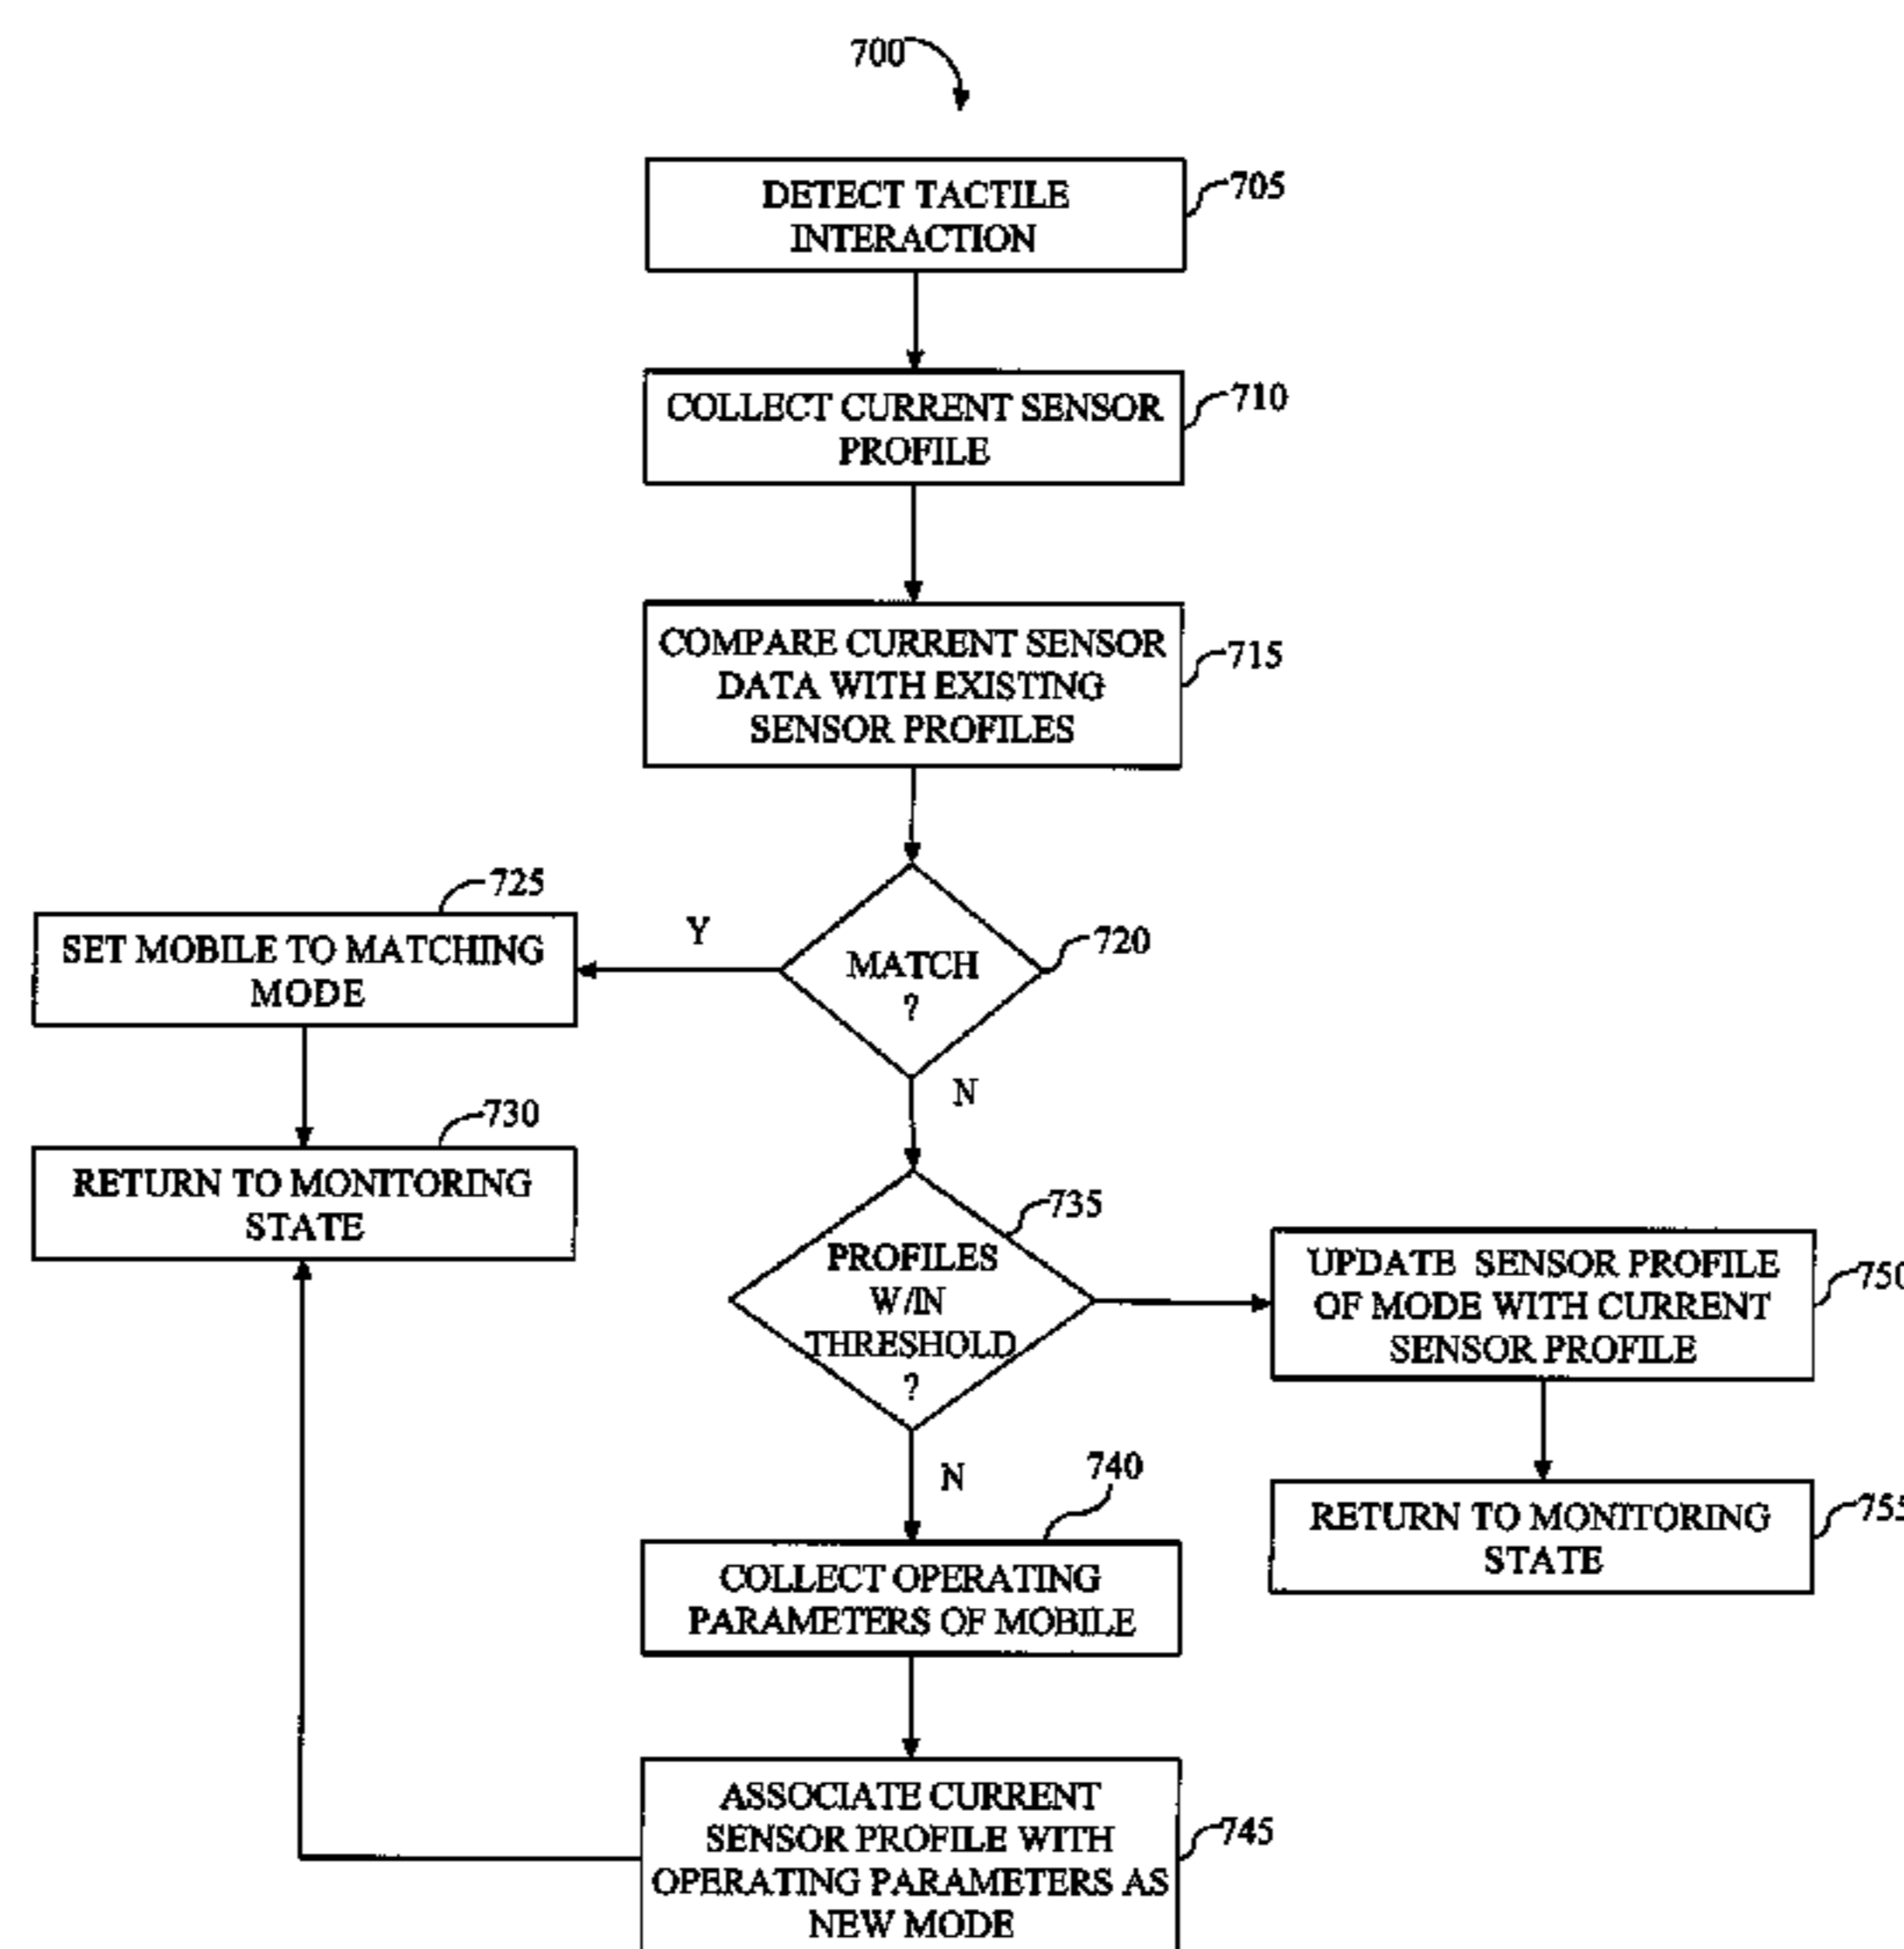 700
DETECT TACTILE
INTERACTION
705
COLLECT CURRENT SENSOR
PROFILE
710
COMPARE CURRENT SENSOR
DATA WITH EXISTING
SENSOR PROFILES
715
MATCH
?
720
Y
725
SET MOBILE TO MATCHING
MODE
730
RETURN TO MONITORING
STATE
N
735
PROFILES
W/IN
THRESHOLD
?
UPDATE SENSOR PROFILE
OF MODE WITH CURRENT
SENSOR PROFILE
750
RETURN TO MONITORING
STATE
755
N
740
COLLECT OPERATING
PARAMETERS OF MOBILE
ASSOCIATE CURRENT
SENSOR PROFILE WITH
OPERATING PARAMETERS AS
NEW MODE
745